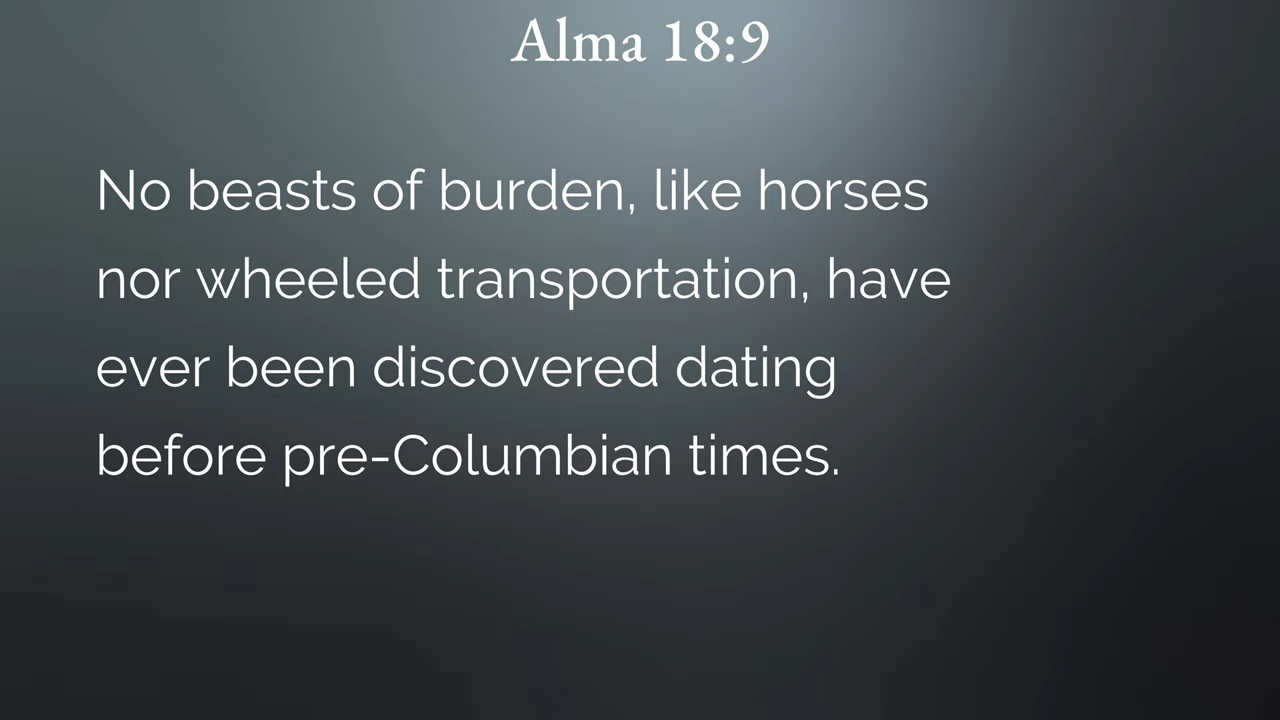 Alma 18:9
No beasts of burden, like horses
nor wheeled transportation, have
ever been discovered dating
before pre-Columbian times.